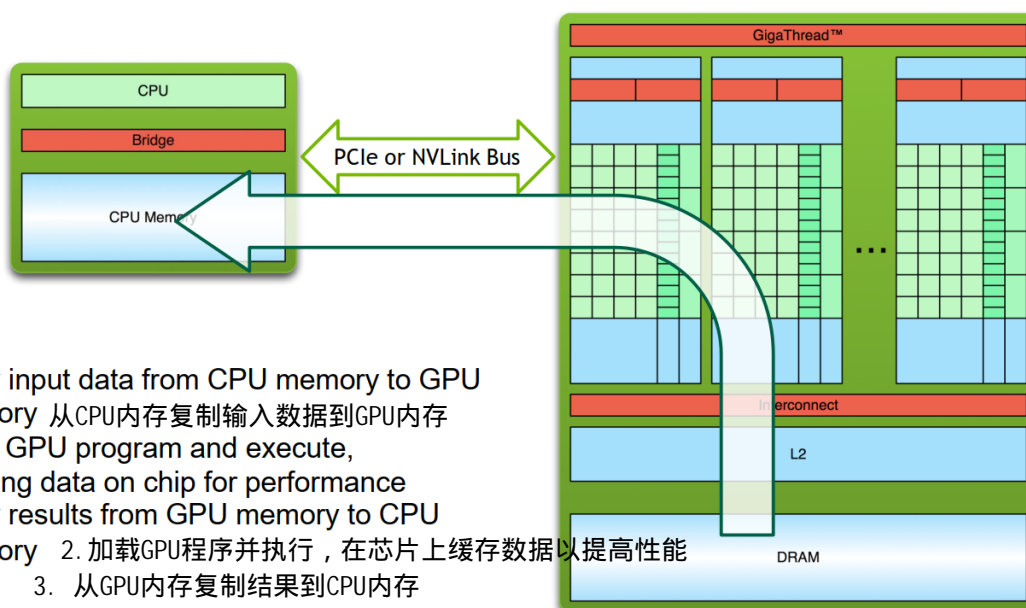 GigaThread™
CPU
Bridge
PCIe or NVLink Bus
CPU Memory
...
Interconnect
L2
DRAM
input data from CPU memory to GPU
ory 从CPU内存复制输入数据到GPU内存
GPU program and execute,
ng data on chip for performance
results from GPU memory to CPU
ory 2.加载GPU程序并执行，在芯片上缓存数据以提高性能
3. 从GPU内存复制结果到CPU内存